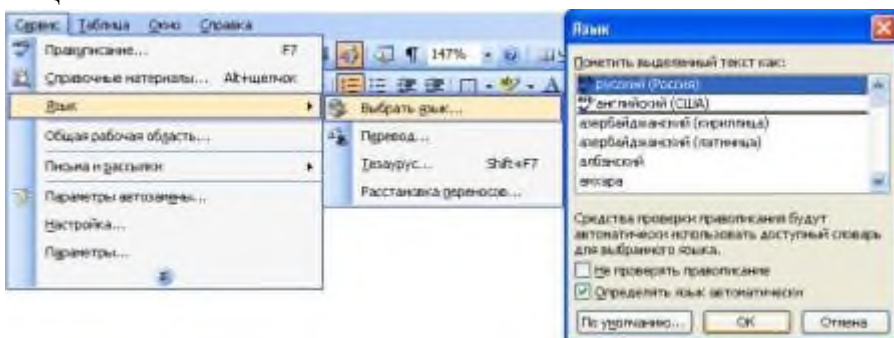 Сервис Таблица Окно Справка
Правописание... F7
Справочные материалы... Alt+щелчок
Язык
Общая рабочая область...
Письма и рассылки
Параметры автозамены...
Настройка...
Параметры...
147%
Выбрать язык...
Перевод...
Тезаурус... Shift+F7
Расстановка переносов...
Язык
Пометить выделенный текст как:
русский (Россия)
английский (США)
азербайджанский (кириллица)
азербайджанский (латиница)
албанский
амхара
Средства проверки правописания будут
автоматически использовать доступный словарь
для выбранного языка.
Не проверять правописание
Определять язык автоматически
По умолчанию... ОК Отмена